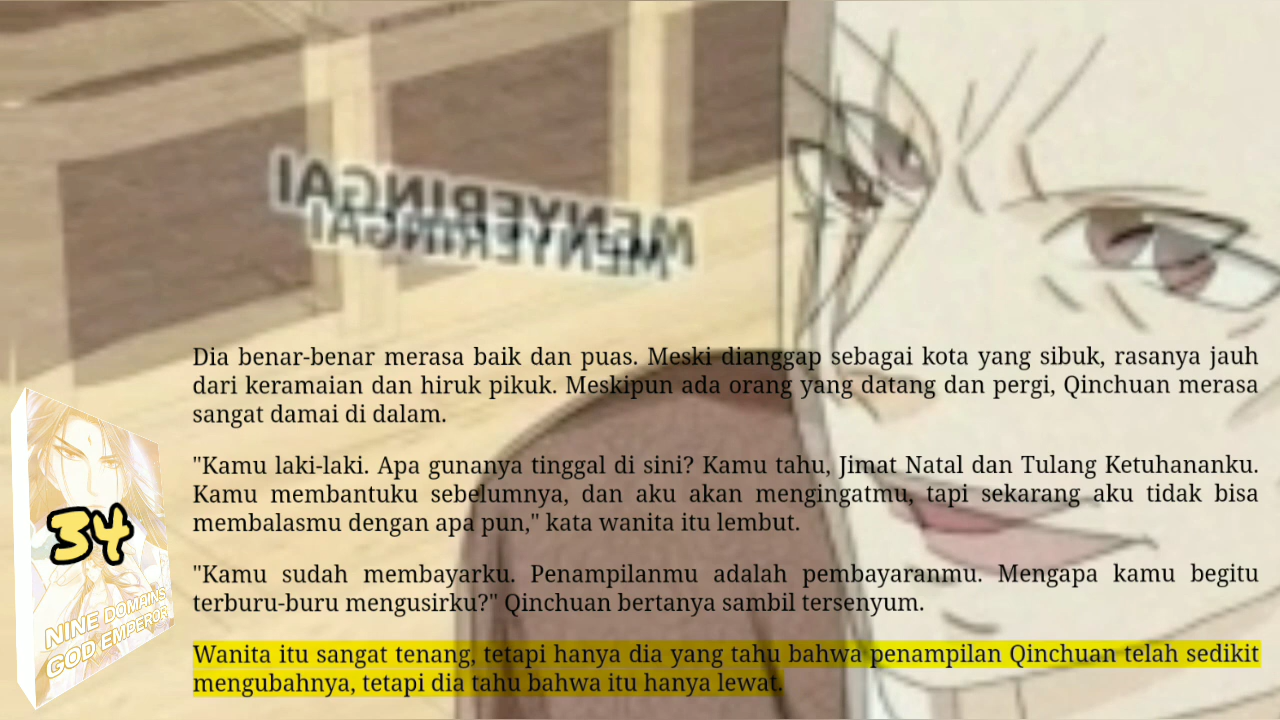 MENYERINGAI
MENYERINGAI
Dia benar-benar merasa baik dan puas. Meski dianggap sebagai kota yang sibuk, rasanya jauh
dari keramaian dan hiruk pikuk. Meskipun ada orang yang datang dan pergi, Qinchuan merasa
sangat damai di dalam.
"Kamu laki-laki. Apa gunanya tinggal di sini? Kamu tahu, Jimat Natal dan Tulang Ketuhananku.
Kamu membantuku sebelumnya, dan aku akan mengingatmu, tapi sekarang aku tidak bisa
membalasmu dengan apa pun," kata wanita itu lembut.
"Kamu sudah membayarku. Penampilanmu adalah pembayaranmu. Mengapa kamu begitu
terburu-buru mengusirku?" Qinchuan bertanya sambil tersenyum.
Wanita itu sangat tenang, tetapi hanya dia yang tahu bahwa penampilan Qinchuan telah sedikit
mengubahnya, tetapi dia tahu bahwa itu hanya lewat.
34
NINE DOMAINS
GOD EMPEROR